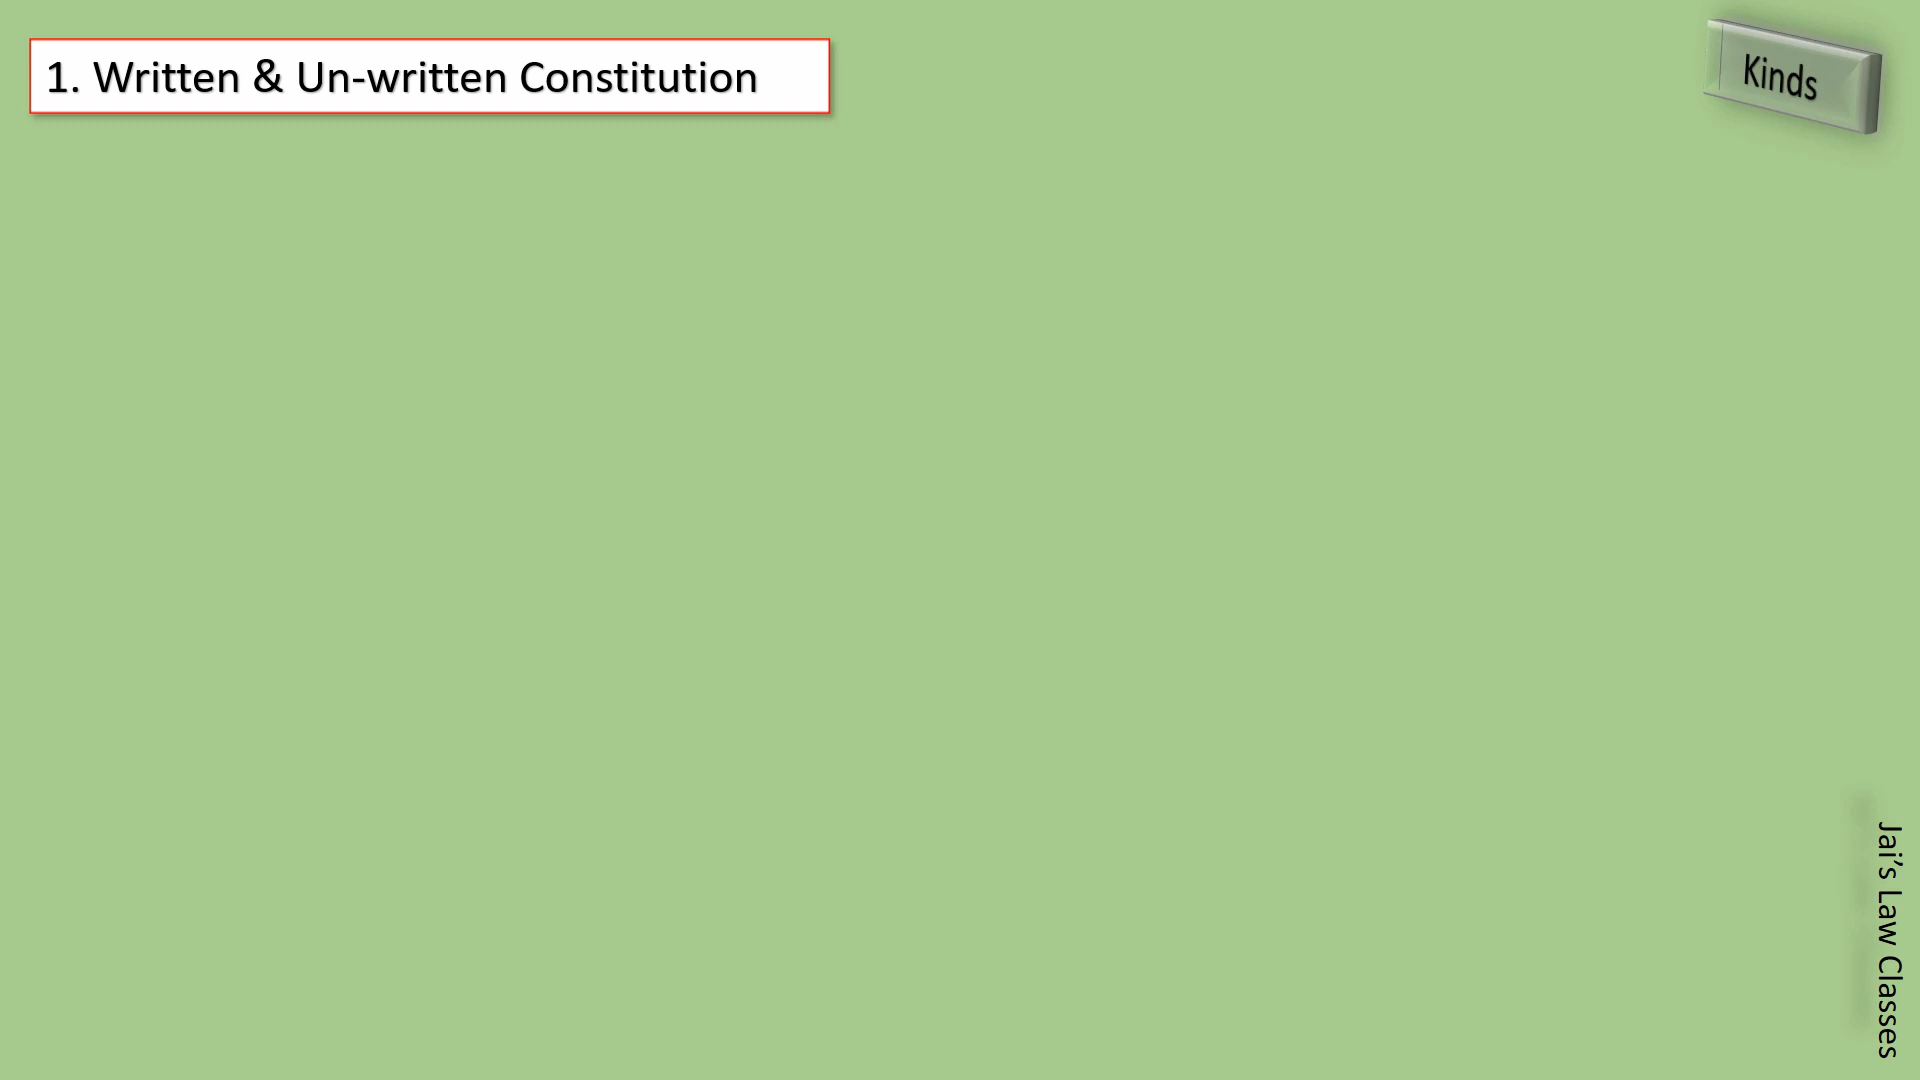 1. Written & Un-written Constitution
Kinds
Jai’s Law Classes